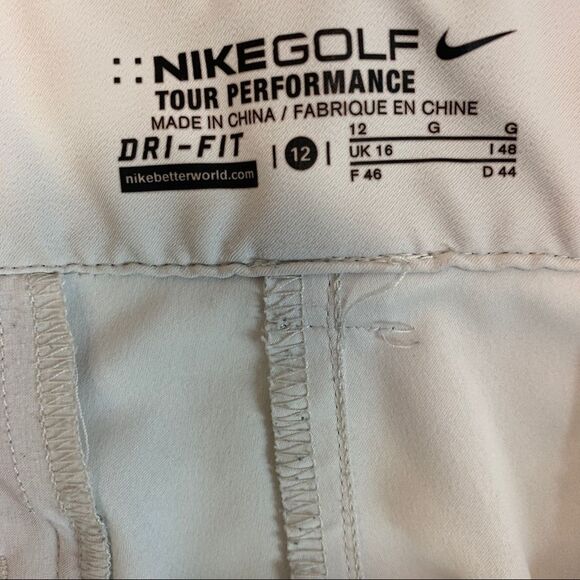 NIKEGOLF
TOUR PERFORMANCE
MADE IN CHINA / FABRIQUE EN CHINE
DRI-FIT
nikebetterworld.com
12
12 G G
UK 16 I 48
F 46 D 44